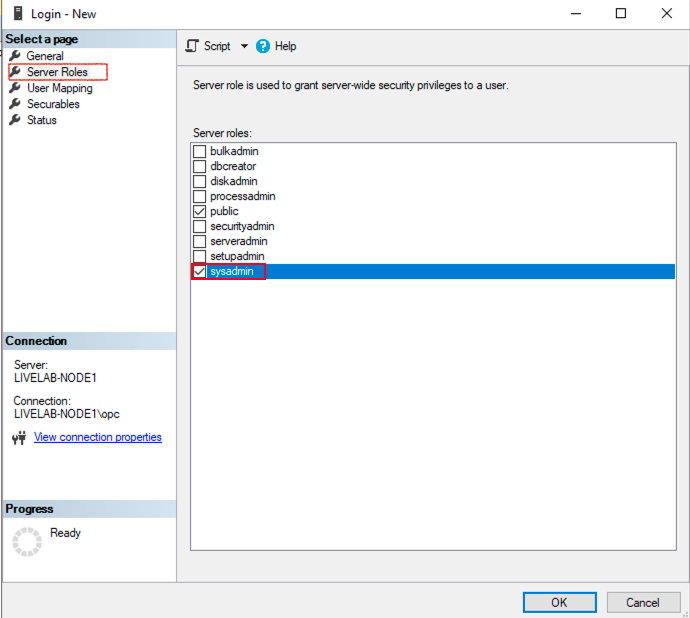 Login - New
Select a page
General
Server Roles
User Mapping
Securables
Status
Script
Help
Server role is used to grant server-wide security privileges to a user.
Server roles:
bulkadmin
dbcreator
diskadmin
processadmin
public
securityadmin
serveradmin
setupadmin
sysadmin
Connection
Server:
LIVELAB-NODE1
Connection:
LIVELAB-NODE1\opc
View connection properties
Progress
Ready
OK
Cancel